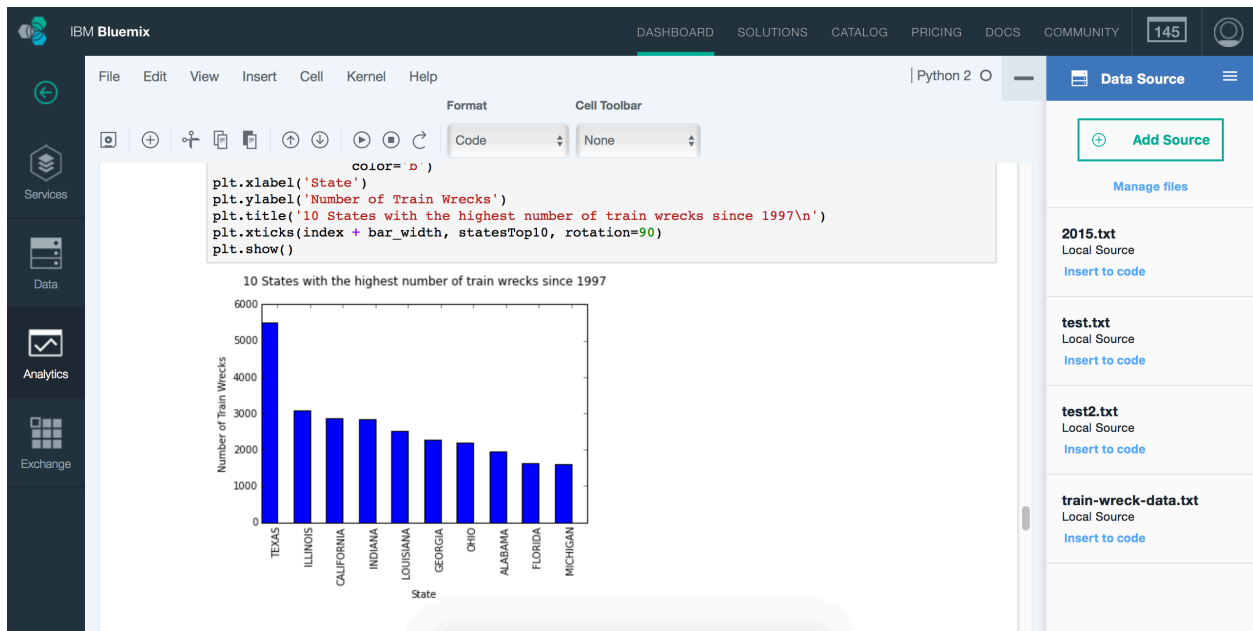 IBM Bluemix
DASHBOARD SOLUTIONS CATALOG PRICING DOCS COMMUNITY 145
File Edit View Insert Cell Kernel Help
Python 2
Format Cell Toolbar
Code None
Services
Data
Analytics
Exchange
color='b')
plt.xlabel('State')
plt.ylabel('Number of Train Wrecks')
plt.title('10 States with the highest number of train wrecks since 1997\n')
plt.xticks(index + bar_width, statesTop10, rotation=90)
plt.show()
10 States with the highest number of train wrecks since 1997
Number of Train Wrecks
6000
5000
4000
3000
2000
1000
0
TEXAS
ILLINOIS
CALIFORNIA
INDIANA
LOUISIANA
GEORGIA
OHIO
ALABAMA
FLORIDA
MICHIGAN
State
Data Source
Add Source
Manage files
2015.txt
Local Source
Insert to code
test.txt
Local Source
Insert to code
test2.txt
Local Source
Insert to code
train-wreck-data.txt
Local Source
Insert to code